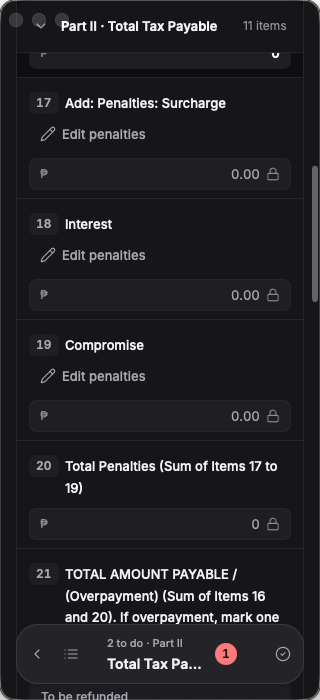 Part II · Total Tax Payable 11 items
₱ 0
17 Add: Penalties: Surcharge
Edit penalties
₱ 0.00
18 Interest
Edit penalties
₱ 0.00
19 Compromise
Edit penalties
₱ 0.00
20 Total Penalties (Sum of Items 17 to
19)
₱ 0
21 TOTAL AMOUNT PAYABLE /
(Overpayment) (Sum of Items 16
and 20). If overpayment, mark one
2 to do · Part II
Total Tax Pa... 1
To be refunded